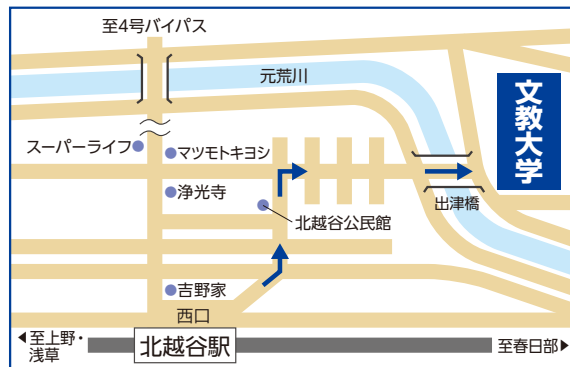 至4号バイパス
元荒川
文教大学
スーパーライフ
マツモトキヨシ
浄光寺
出津橋
北越谷公民館
吉野家
西口
◀至上野・
浅草
北越谷駅
至春日部▶